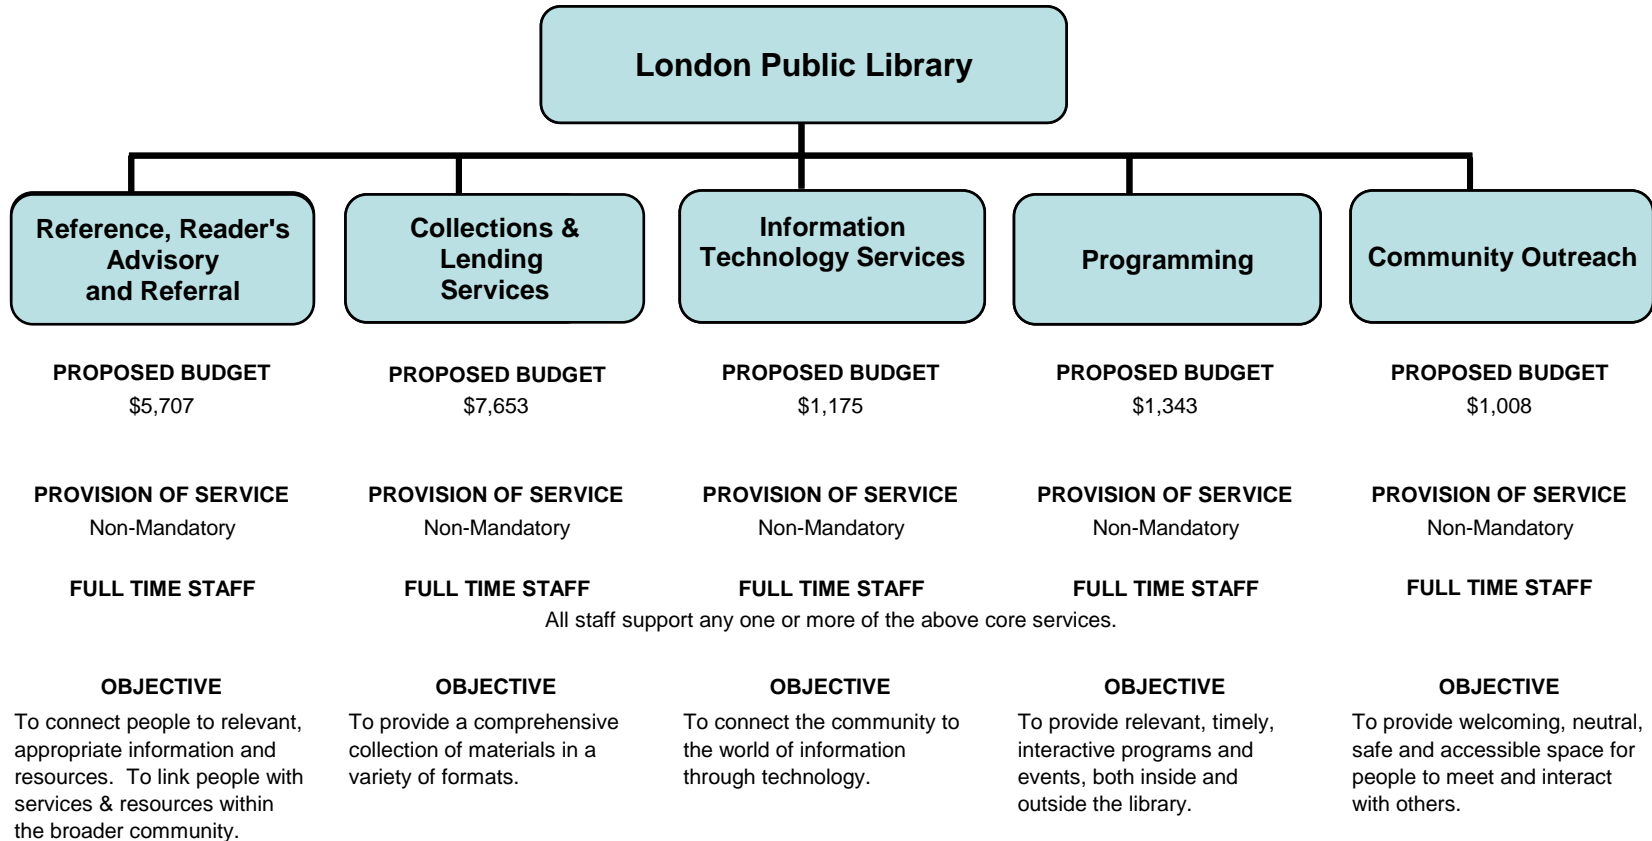 London Public Library
Reference, Reader's
Advisory
and Referral
Collections &
Lending
Services
Information
Technology Services
Programming
Community Outreach
PROPOSED BUDGET
$5,707
PROPOSED BUDGET
$7,653
PROPOSED BUDGET
$1,175
PROPOSED BUDGET
$1,343
PROPOSED BUDGET
$1,008
PROVISION OF SERVICE
Non-Mandatory
PROVISION OF SERVICE
Non-Mandatory
PROVISION OF SERVICE
Non-Mandatory
PROVISION OF SERVICE
Non-Mandatory
PROVISION OF SERVICE
Non-Mandatory
FULL TIME STAFF
FULL TIME STAFF
FULL TIME STAFF
FULL TIME STAFF
FULL TIME STAFF
All staff support any one or more of the above core services.
OBJECTIVE
To connect people to relevant,
appropriate information and
resources.  To link people with
services & resources within
the broader community.
OBJECTIVE
To provide a comprehensive
collection of materials in a
variety of formats.
OBJECTIVE
To connect the community to
the world of information
through technology.
OBJECTIVE
To provide relevant, timely,
interactive programs and
events, both inside and
outside the library.
OBJECTIVE
To provide welcoming, neutral,
safe and accessible space for
people to meet and interact
with others.